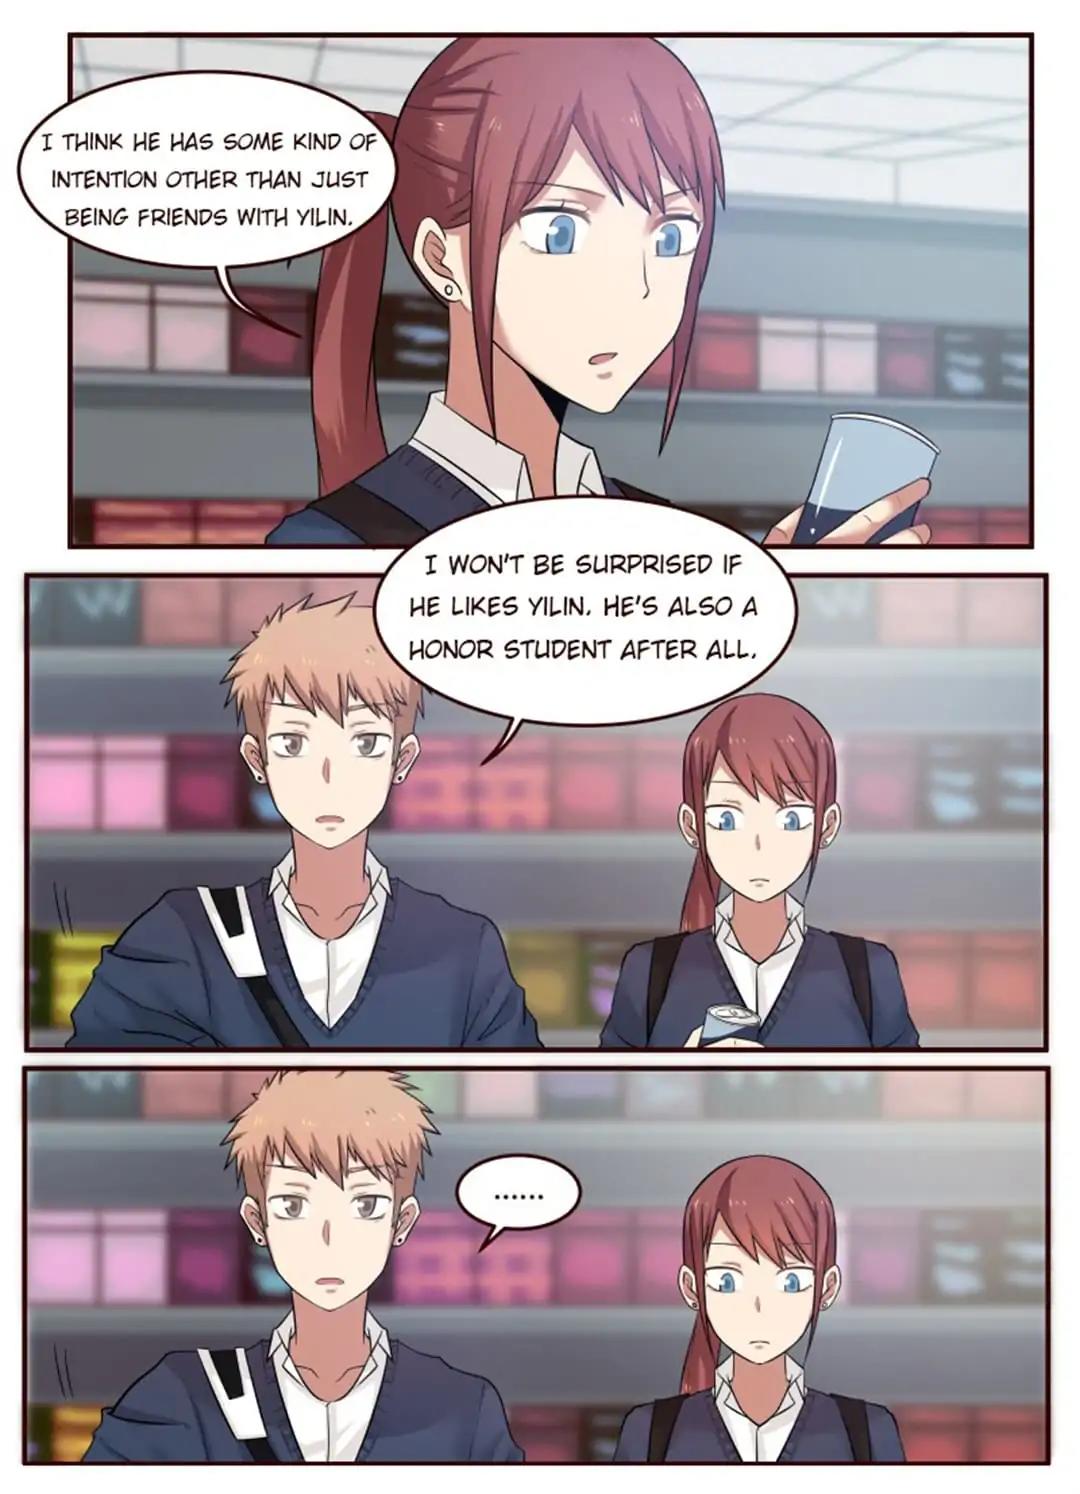 I THINK HE HAS SOME KIND OF
INTENTION OTHER THAN JUST
BEING FRIENDS WITH YILIN.
I WON'T BE SURPRISED IF
HE LIKES YILIN. HE'S ALSO A
HONOR STUDENT AFTER ALL.
......